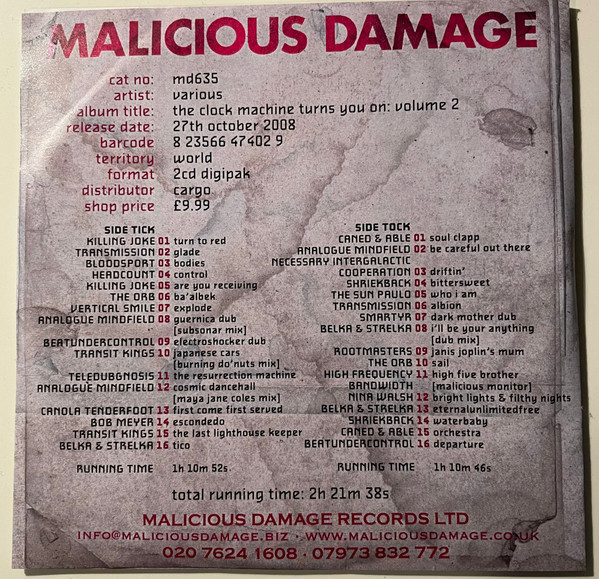 MALICIOUS DAMAGE
cat no: md635
artist: various
album title: the clock machine turns you on: volume 2
release date: 27th october 2008
barcode 8 23566 47402 9
territory world
format 2cd digipak
distributor cargo
shop price £9.99
SIDE TICK
KILLING JOKE 01 turn to red
TRANSMISSION 02 glade
BLOODSPORT 03 bodies
HEADCOUNT 04 control
KILLING JOKE 05 are you receiving
THE ORB 06 ba'albek
VERTICAL SMILE 07 explode
ANALOGUE MINDFIELD 08 guernica dub
[subsonar mix]
BEATUNDERCONTROL 09 electroshocker dub
TRANSIT KINGS 10 japanese cars
[burning do'nuts mix]
TELEDUBGNOSIS 11 the resurrection machine
ANALOGUE MINDFIELD 12 cosmic dancehall
[maya jane coles mix]
CANOLA TENDERFOOT 13 first come first served
BOB MEYER 14 escondedo
TRANSIT KINGS 15 the last lighthouse keeper
BELKA & STRELKA 16 tico
RUNNING TIME 1h 10m 52s
SIDE TOCK
CANED & ABLE 01 soul clapp
ANALOGUE MINDFIELD 02 be careful out there
NECESSARY INTERGALACTIC
COOPERATION 03 driftin'
SHRIEKBACK 04 bittersweet
THE SUN PAULO 05 who i am
TRANSMISSION 06 albion
SMARTYR 07 dark mother dub
BELKA & STRELKA 08 i'll be your anything
[dub mix]
ROOTMASTERS 09 janis joplin's mum
THE ORB 10 sail
HIGH FREQUENCY 11 high five brother
BANDWIDTH [malicious monitor]
NINA WALSH 12 bright lights & filthy nights
BELKA & STRELKA 13 eternalunlimitedfree
SHRIEKBACK 14 waterbaby
CANED & ABLE 15 orchestra
BEATUNDERCONTROL 16 departure
RUNNING TIME 1h 10m 46s
total running time: 2h 21m 38s
MALICIOUS DAMAGE RECORDS LTD
INFO@MALICIOUSDAMAGE.BIZ · WWW.MALICIOUSDAMAGE.CO.UK
020 7624 1608 · 07973 832 772